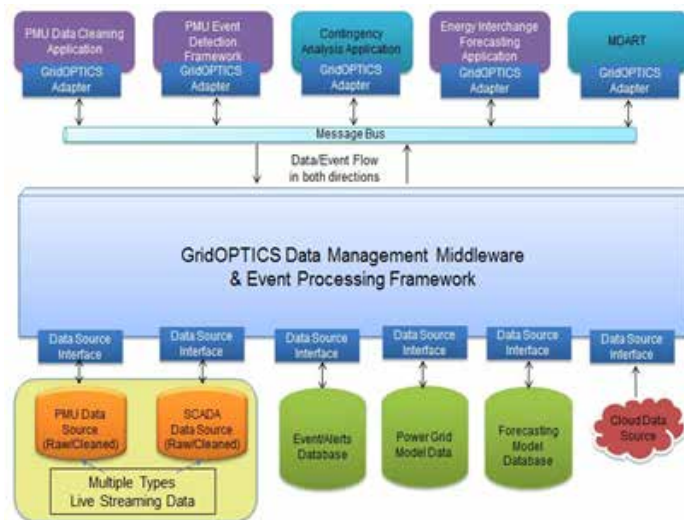 PMU Data Cleaning
Application
PMU Event
Detection
Framework
Contingency
Analysis Application
Energy Interchange
Forecasting
Application
MDART
GridOPTICS
Adapter
GridOPTICS
Adapter
GridOPTICS
Adapter
GridOPTICS
Adapter
GridOPTICS
Adapter
Message Bus
Data/Event Flow
in both directions
GridOPTICS Data Management Middleware
& Event Processing Framework
Data Source
Interface
Data Source
Interface
Data Source
Interface
Data Source
Interface
Data Source
Interface
Data Source
Interface
PMU Data
Source
(Raw/Cleaned)
SCADA
Data Source
(Raw/Cleaned)
Event/Alerts
Database
Power Grid
Model Data
Forecasting
Model
Database
Cloud Data
Source
Multiple Types
Live Streaming Data